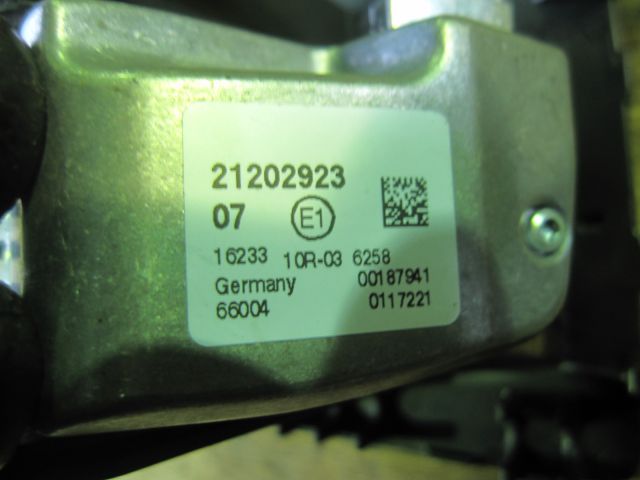 21202923
07 E1
16233 10R-03 6258
Germany 00187941
66004 0117221